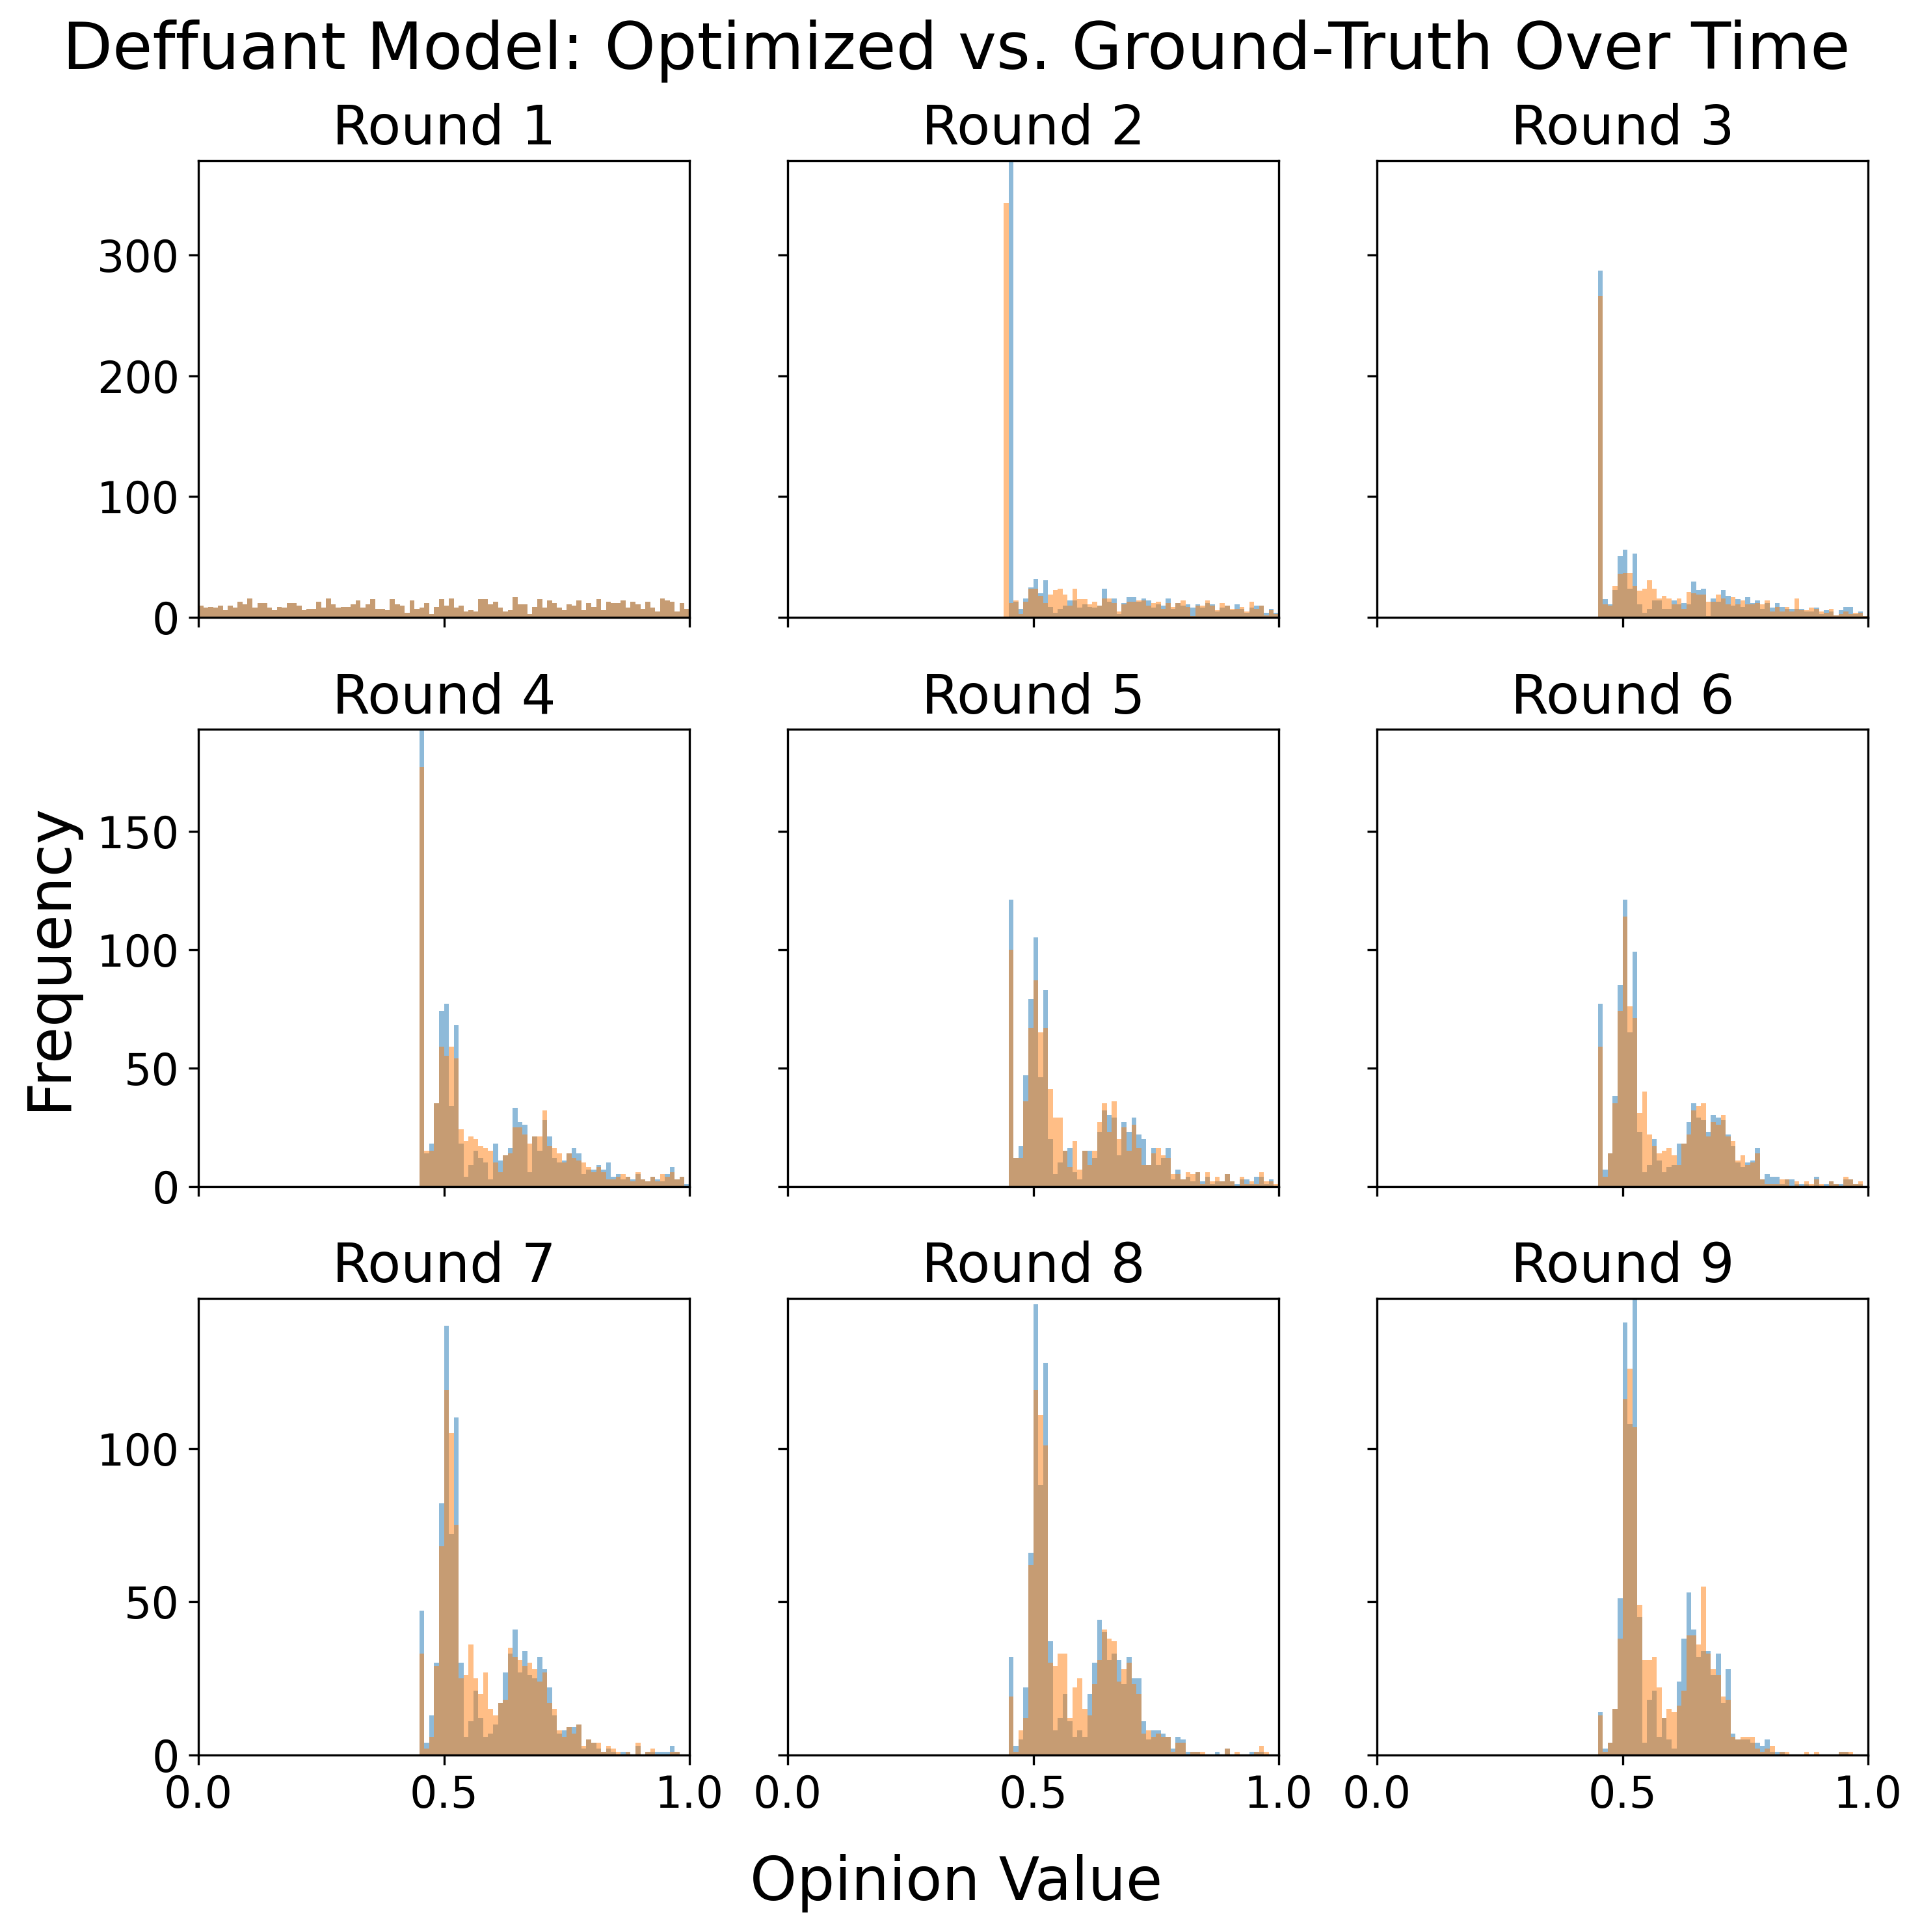 Deffuant Model: Optimized vs. Ground-Truth Over Time
Round 1
Round 2
Round 3
300
200
100
0
Round 4
Round 5
Round 6
150
100
50
0
Frequency
Round 7
Round 8
Round 9
100
50
0
0.0 0.5 1.0 0.0 0.5 1.0 0.0 0.5 1.0
Opinion Value